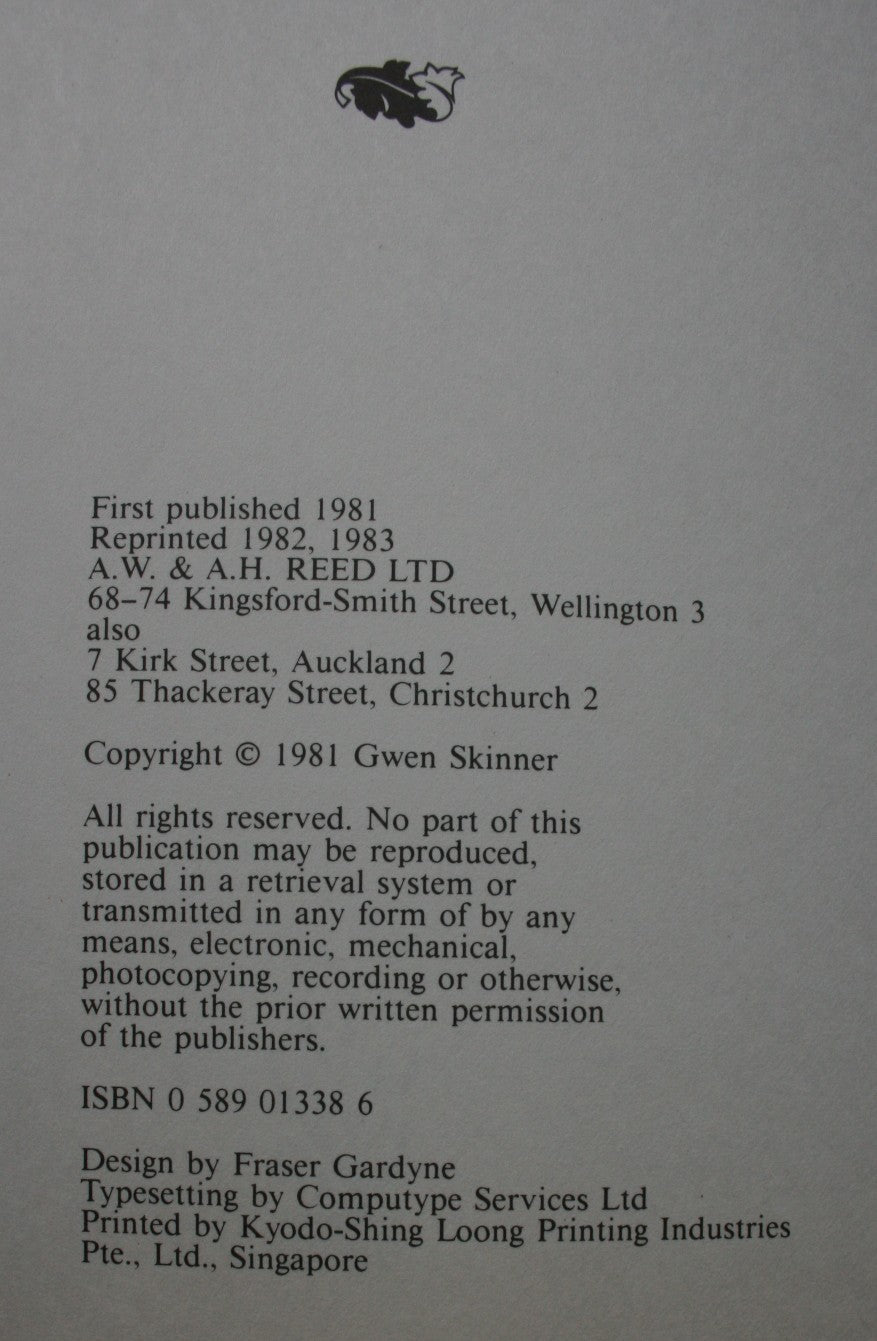 First published 1981
Reprinted 1982, 1983
A.W. & A.H. REED LTD
68–74 Kingsford-Smith Street, Wellington 3
also
7 Kirk Street, Auckland 2
85 Thackeray Street, Christchurch 2
Copyright © 1981 Gwen Skinner
All rights reserved. No part of this
publication may be reproduced,
stored in a retrieval system or
transmitted in any form of by any
means, electronic, mechanical,
photocopying, recording or otherwise,
without the prior written permission
of the publishers.
ISBN 0 589 01338 6
Design by Fraser Gardyne
Typesetting by Computype Services Ltd
Printed by Kyodo-Shing Loong Printing Industries
Pte., Ltd., Singapore